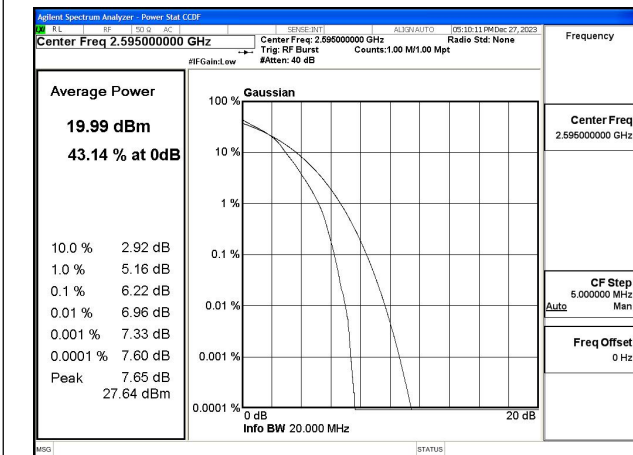 Agilent Spectrum Analyzer - Power Stat CCDF
RL RF 50 Ω AC SENSE:INT ALIGN AUTO 05:10:11 PM Dec 27, 2023
Center Freq 2.595000000 GHz
Center Freq: 2.595000000 GHz Radio Std: None
Trig: RF Burst Counts:1.00 M/1.00 Mpt
#IFGain:Low #Atten: 40 dB
Frequency
Average Power
19.99 dBm
43.14 % at 0dB
10.0 % 2.92 dB
1.0 % 5.16 dB
0.1 % 6.22 dB
0.01 % 6.96 dB
0.001 % 7.33 dB
0.0001 % 7.60 dB
Peak 7.65 dB
27.64 dBm
Gaussian
100 %
10 %
1 %
0.1 %
0.01 %
0.001 %
0.0001 %
0 dB 20 dB
Info BW 20.000 MHz
Center Freq
2.595000000 GHz
CF Step
5.000000 MHz
Auto Man
Freq Offset
0 Hz
MSG STATUS